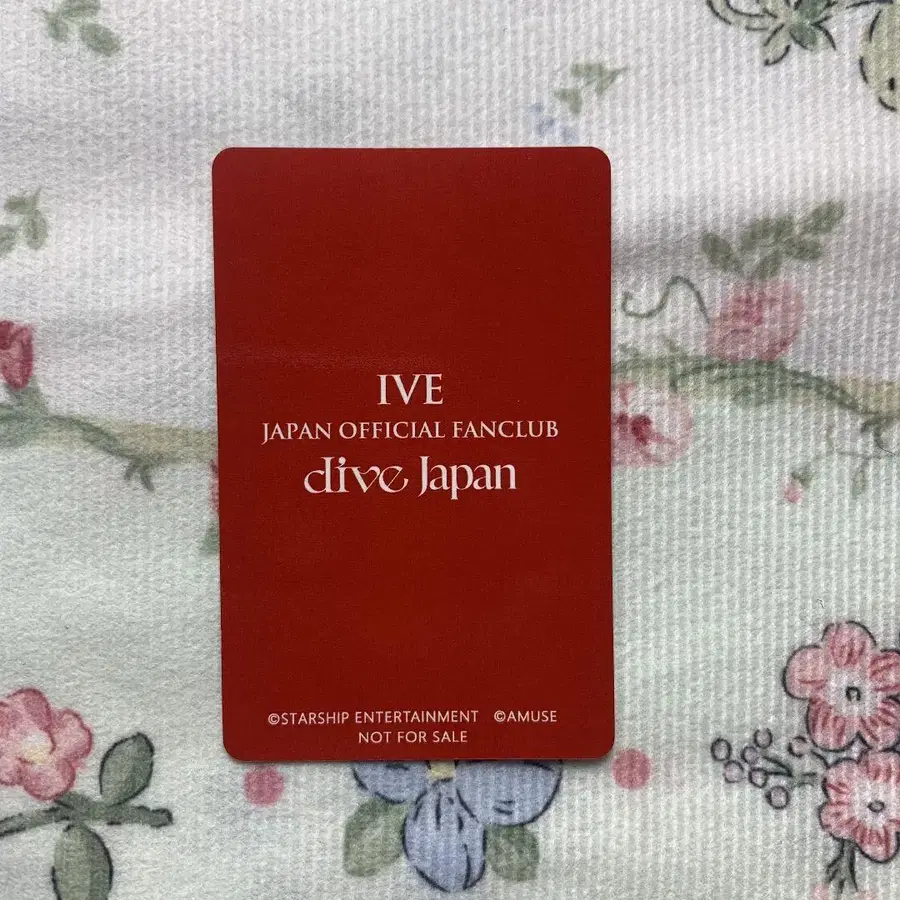 IVE
JAPAN OFFICIAL FANCLUB
dive Japan
©STARSHIP ENTERTAINMENT ©AMUSE
NOT FOR SALE